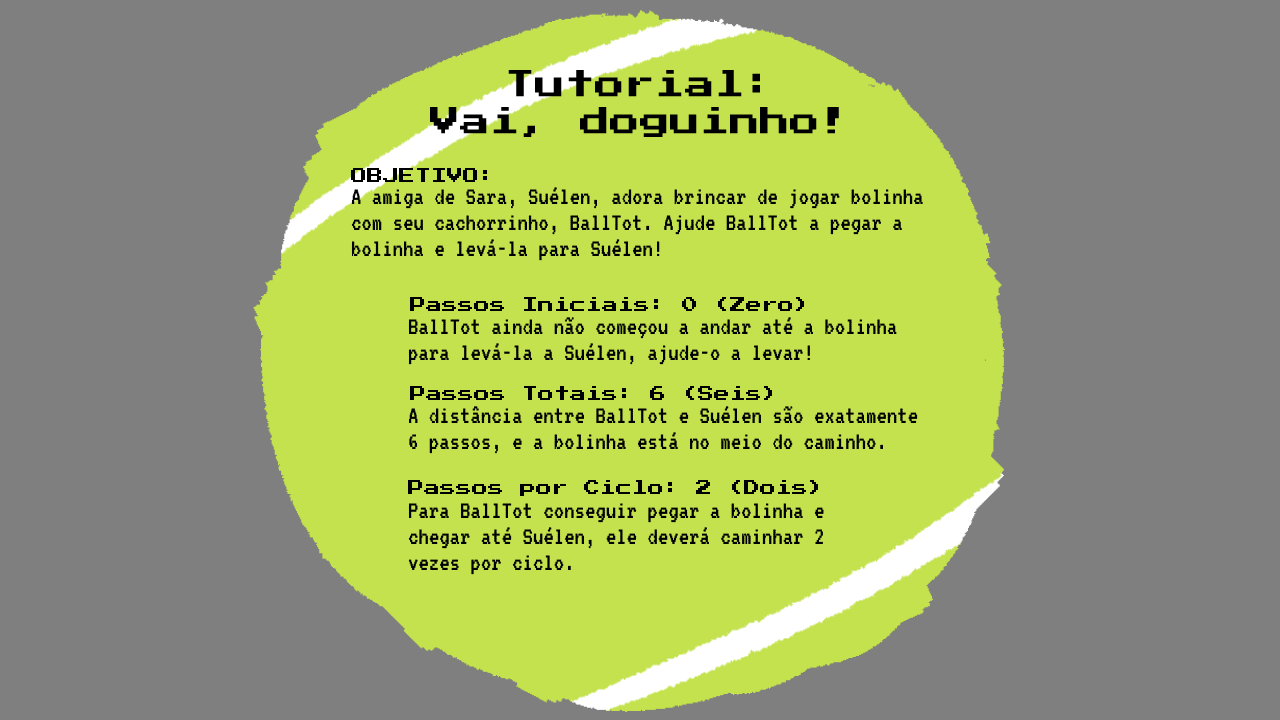 Tutorial:
Vai, doguinho!
OBJETIVO:
A amiga de Sara, Suélen, adora brincar de jogar bolinha
com seu cachorrinho, BallTot. Ajude BallTot a pegar a
bolinha e levá-la para Suélen!
Passos Iniciais: 0 (Zero)
BallTot ainda não começou a andar até a bolinha
para levá-la a Suélen, ajude-o a levar!
Passos Totais: 6 (Seis)
A distância entre BallTot e Suélen são exatamente
6 passos, e a bolinha está no meio do caminho.
Passos por Ciclo: 2 (Dois)
Para BallTot conseguir pegar a bolinha e
chegar até Suélen, ele deverá caminhar 2
vezes por ciclo.